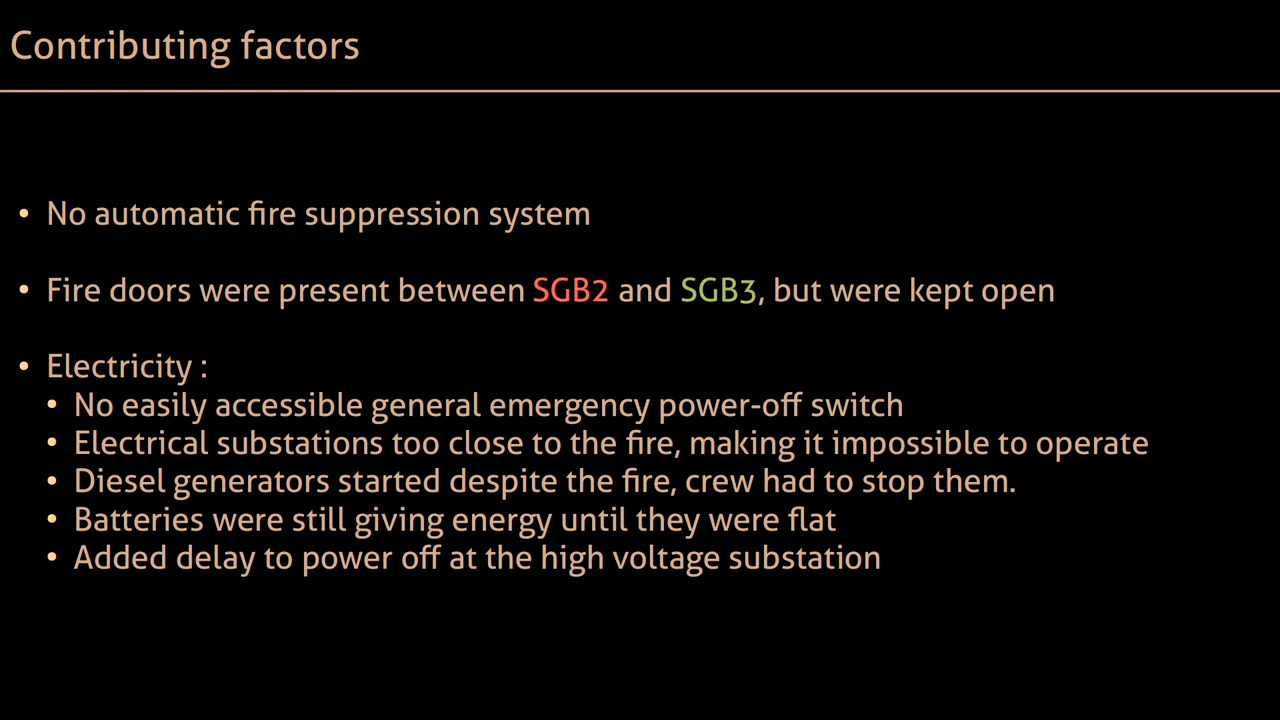 Contributing factors
• No automatic fire suppression system
• Fire doors were present between SGB2 and SGB3, but were kept open
• Electricity :
• No easily accessible general emergency power-off switch
• Electrical substations too close to the fire, making it impossible to operate
• Diesel generators started despite the fire, crew had to stop them.
• Batteries were still giving energy until they were flat
• Added delay to power off at the high voltage substation